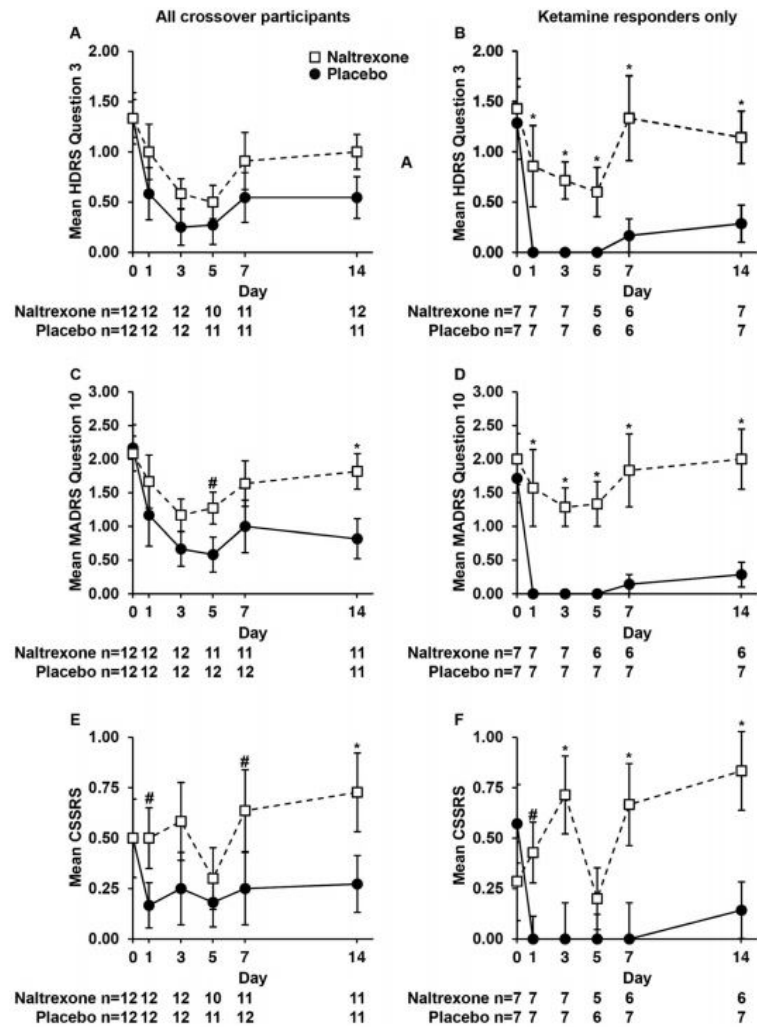 All crossover participants
Ketamine responders only
A
Naltrexone
Placebo
Mean HDRS Question 3
2.00
1.50
1.00
0.50
0.00
0 1 3 5 7 14
Day
Naltrexone n=12 12 12 10 11 12
Placebo n=12 12 12 11 11 11
B
A
Mean HDRS Question 3
2.00
1.50
1.00
0.50
0.00
* * * * *
0 1 3 5 7 14
Day
Naltrexone n=7 7 7 5 6 7
Placebo n=7 7 7 6 6 7
C
Mean MADRS Question 10
3.00
2.50
2.00
1.50
1.00
0.50
0.00
# *
0 1 3 5 7 14
Day
Naltrexone n=12 12 12 11 11 11
Placebo n=12 12 12 12 12 11
D
Mean MADRS Question 10
3.00
2.50
2.00
1.50
1.00
0.50
0.00
* * * * *
0 1 3 5 7 14
Day
Naltrexone n=7 7 7 6 6 6
Placebo n=7 7 7 7 7 7
E
Mean CSSRS
1.00
0.75
0.50
0.25
0.00
# # *
0 1 3 5 7 14
Day
Naltrexone n=12 12 12 10 11 11
Placebo n=12 12 12 11 12 11
F
Mean CSSRS
1.00
0.75
0.50
0.25
0.00
# * * *
0 1 3 5 7 14
Day
Naltrexone n=7 7 7 5 6 6
Placebo n=7 7 7 6 7 7